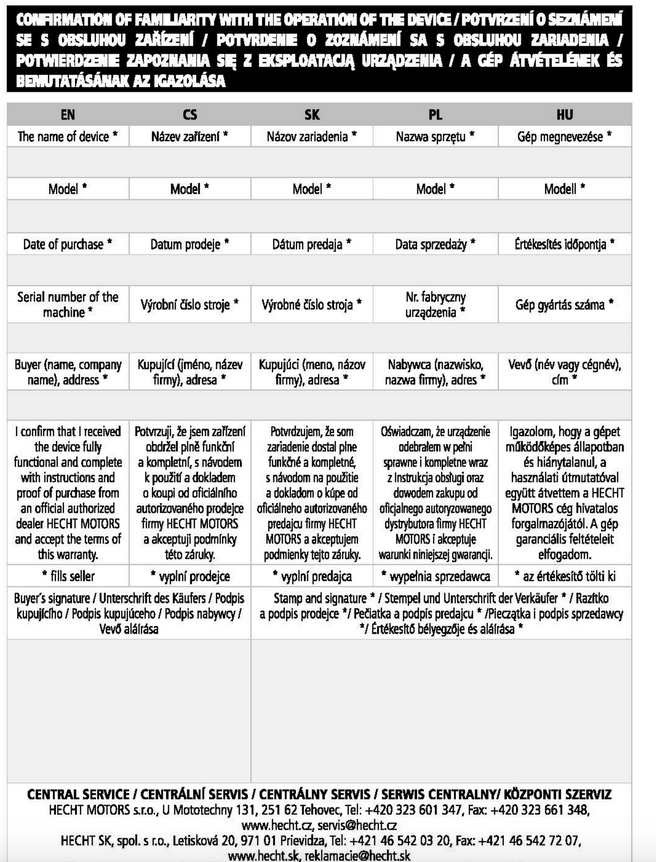 CONFIRMATION OF FAMILIARITY WITH THE OPERATION OF THE DEVICE / POTVRZENÍ O SEZNÁMENÍ
SE S OBSLUHOU ZAŘÍZENÍ / POTVRDENIE O ZOZNÁMENÍ SA S OBSLUHOU ZARIADENIA /
POTWIERDZENIE ZAPOZNANIA SIĘ Z EKSPLOATACJĄ URZĄDZENIA / A GÉP ÁTVÉTELÉNEK ÉS
BEMUTATÁSÁNAK AZ IGAZOLÁSA
EN CS SK PL HU
The name of device * Název zařízení * Názov zariadenia * Nazwa sprzętu * Gép megnevezése *
Model * Model * Model * Model * Modell *
Date of purchase * Datum prodeje * Dátum predaja * Data sprzedaży * Értékesítés időpontja *
Serial number of the
machine *
Výrobní číslo stroje *
Výrobné číslo stroja *
Nr. fabryczny
urządzenia *
Gép gyártás száma *
Buyer (name, company
name), address *
Kupující (jméno, název
firmy), adresa *
Kupujúci (meno, názov
firmy), adresa *
Nabywca (nazwisko,
nazwa firmy), adres *
Vevő (név vagy cégnév),
cím *
I confirm that I received
the device fully
functional and complete
with instructions and
proof of purchase from
an official authorized
dealer HECHT MOTORS
and accept the terms of
this warranty.
Potvrzuji, že jsem zařízení
obdržel plně funkční
a kompletní, s návodem
k použití a dokladem
o koupi od oficiálního
autorizovaného prodejce
firmy HECHT MOTORS
a akceptuji podmínky
této záruky.
Potvrdzujem, že som
zariadenie dostal plne
funkčné a kompletné,
s návodom na použitie
a dokladom o kúpe od
oficiálneho autorizovaného
predajcu firmy HECHT
MOTORS a akceptujem
podmienky tejto záruky.
Oświadczam, że urządzenie
odebrałem w pełni
sprawne i kompletne wraz
z Instrukcja obsługi oraz
dowodem zakupu od
oficjalnego autoryzowanego
dystrybutora firmy HECHT
MOTORS I akceptuje
warunki niniejszej gwarancji.
Igazolom, hogy a gépet
működőképes állapotban
és hiánytalanul, a
használati útmutatóval
együtt átvettem a HECHT
MOTORS cég hivatalos
forgalmazójától. A gép
garanciális feltételeit
elfogadom.
* fills seller * vyplní prodejce * vyplní predajca * wypełnia sprzedawca * az értékesítő tölti ki
Buyer's signature / Unterschrift des Käufers / Podpis
kupujícího / Podpis kupujúceho / Podpis nabywcy /
Vevő aláírása
Stamp and signature * / Stempel und Unterschrift der Verkäufer * / Razítko
a podpis prodejce */ Pečiatka a podpis predajcu * /Pieczątka i podpis sprzedawcy
*/ Értékesítő bélyegzője és aláírása *
CENTRAL SERVICE / CENTRÁLNÍ SERVIS / CENTRÁLNY SERVIS / SERWIS CENTRALNY/ KÖZPONTI SZERVIZ
HECHT MOTORS s.r.o., U Mototechny 131, 251 62 Tehovec, Tel: +420 323 601 347, Fax: +420 323 661 348,
www.hecht.cz, servis@hecht.cz
HECHT SK, spol. s r.o., Letisková 20, 971 01 Prievidza, Tel: +421 46 542 03 20, Fax: +421 46 542 72 07,
www.hecht.sk, reklamacie@hecht.sk